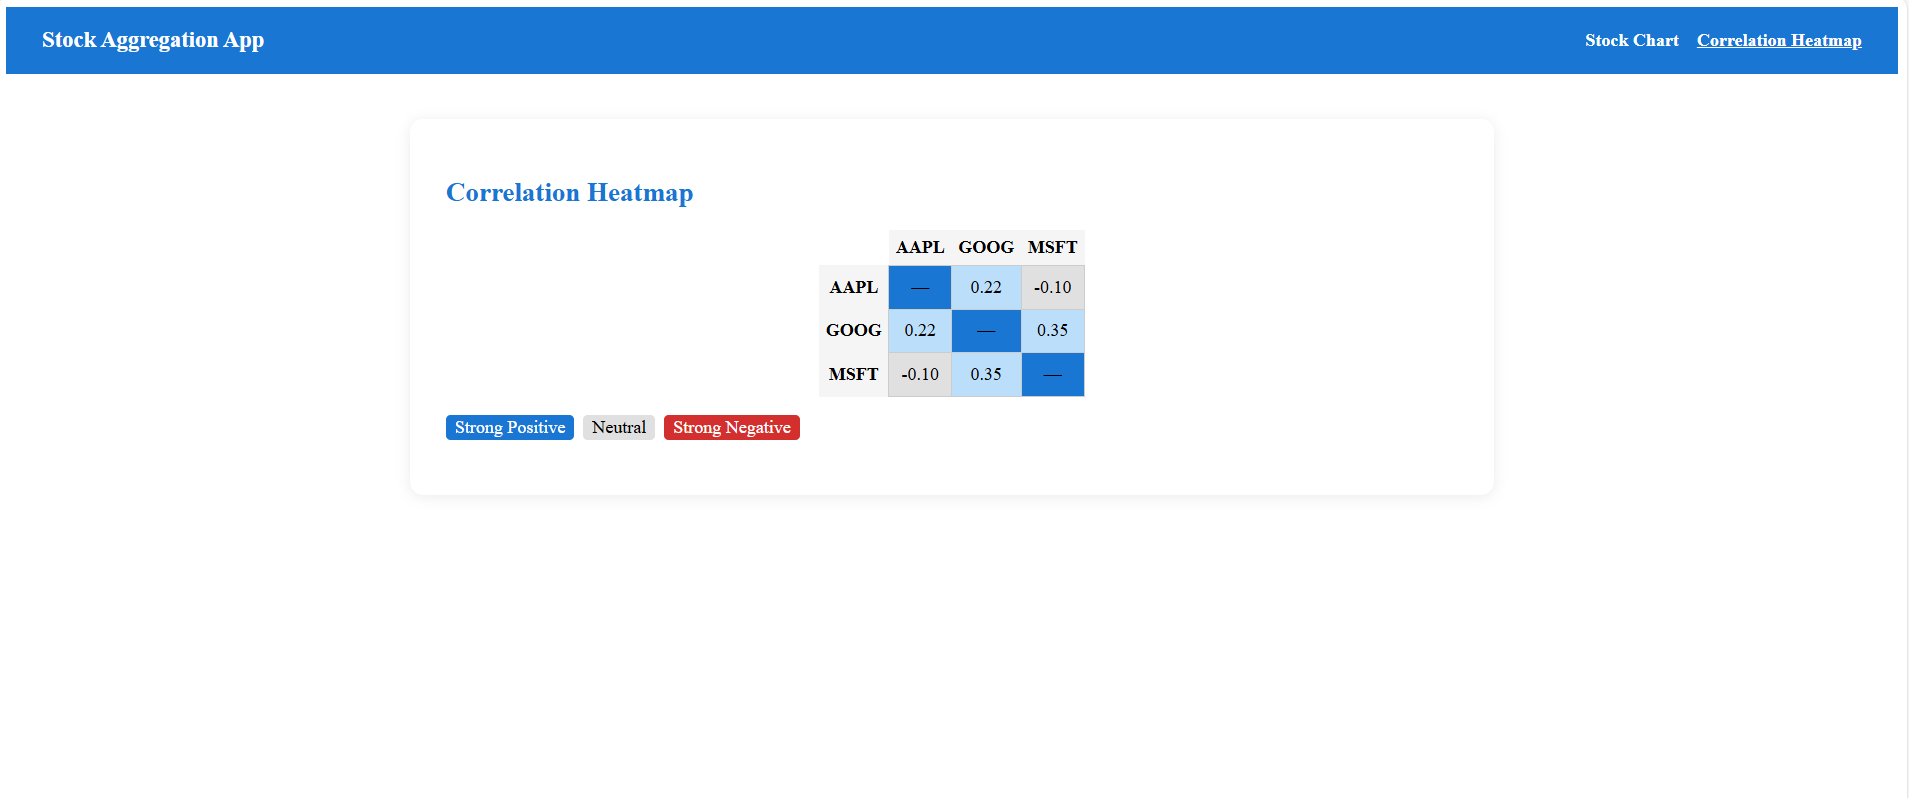 Stock Aggregation App Stock Chart Correlation Heatmap
Correlation Heatmap
AAPL GOOG MSFT
AAPL — 0.22 -0.10
GOOG 0.22 — 0.35
MSFT -0.10 0.35 —
Strong Positive Neutral Strong Negative